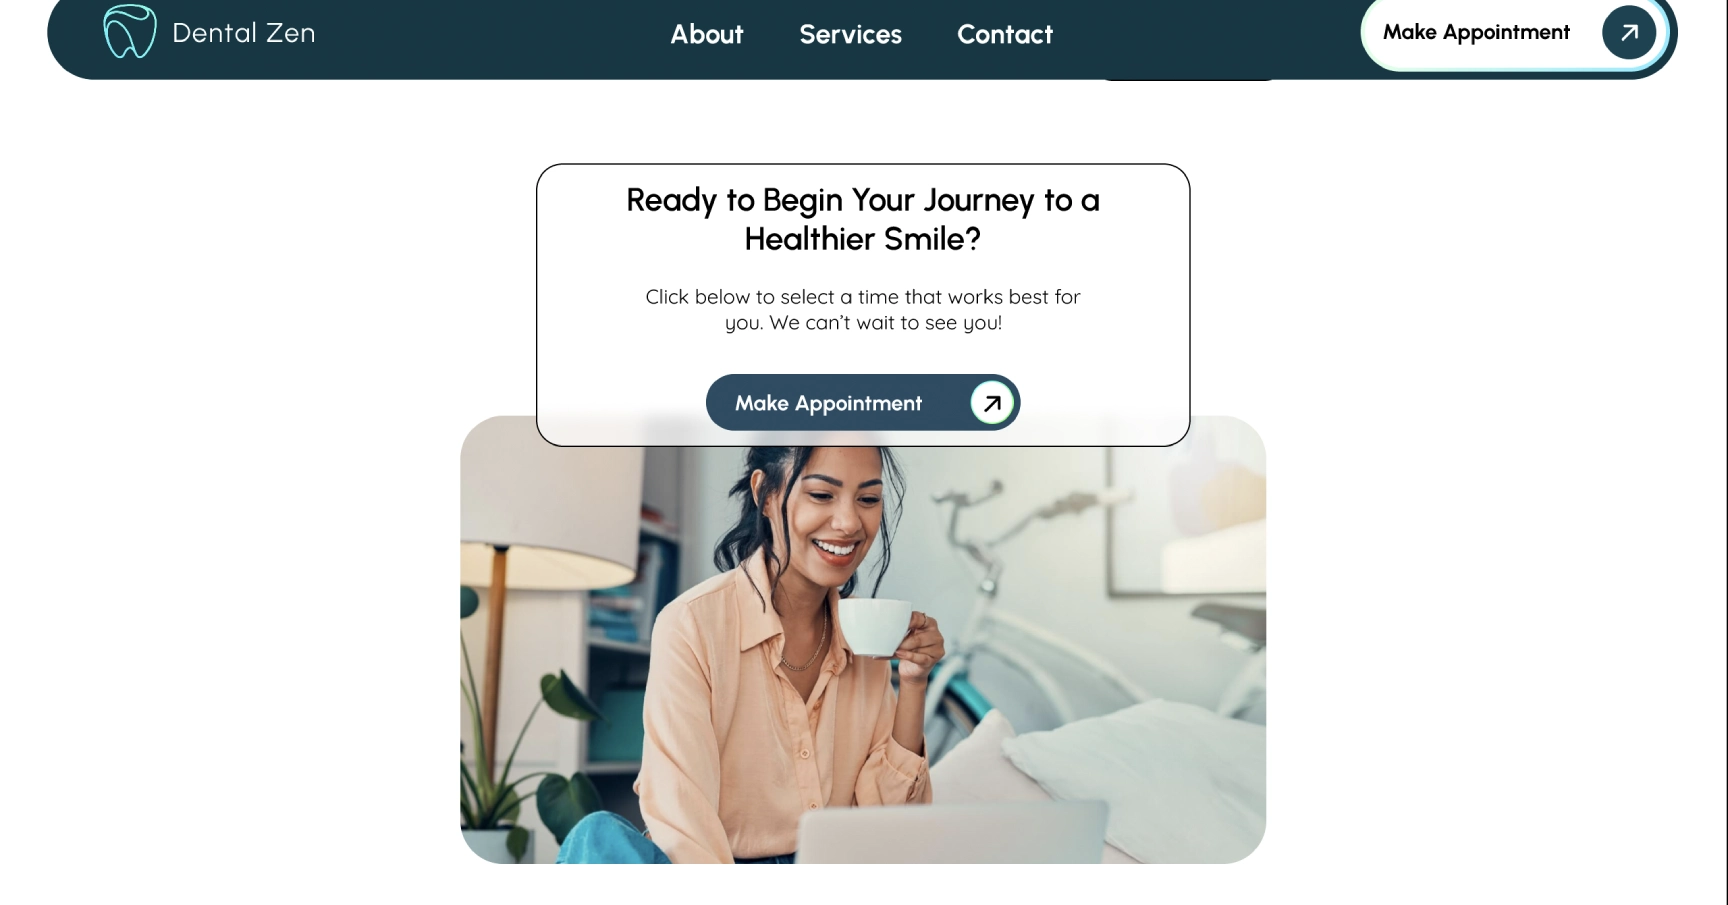 Dental Zen
About
Services
Contact
Make Appointment
Ready to Begin Your Journey to a
Healthier Smile?
Click below to select a time that works best for
you. We can’t wait to see you!
Make Appointment